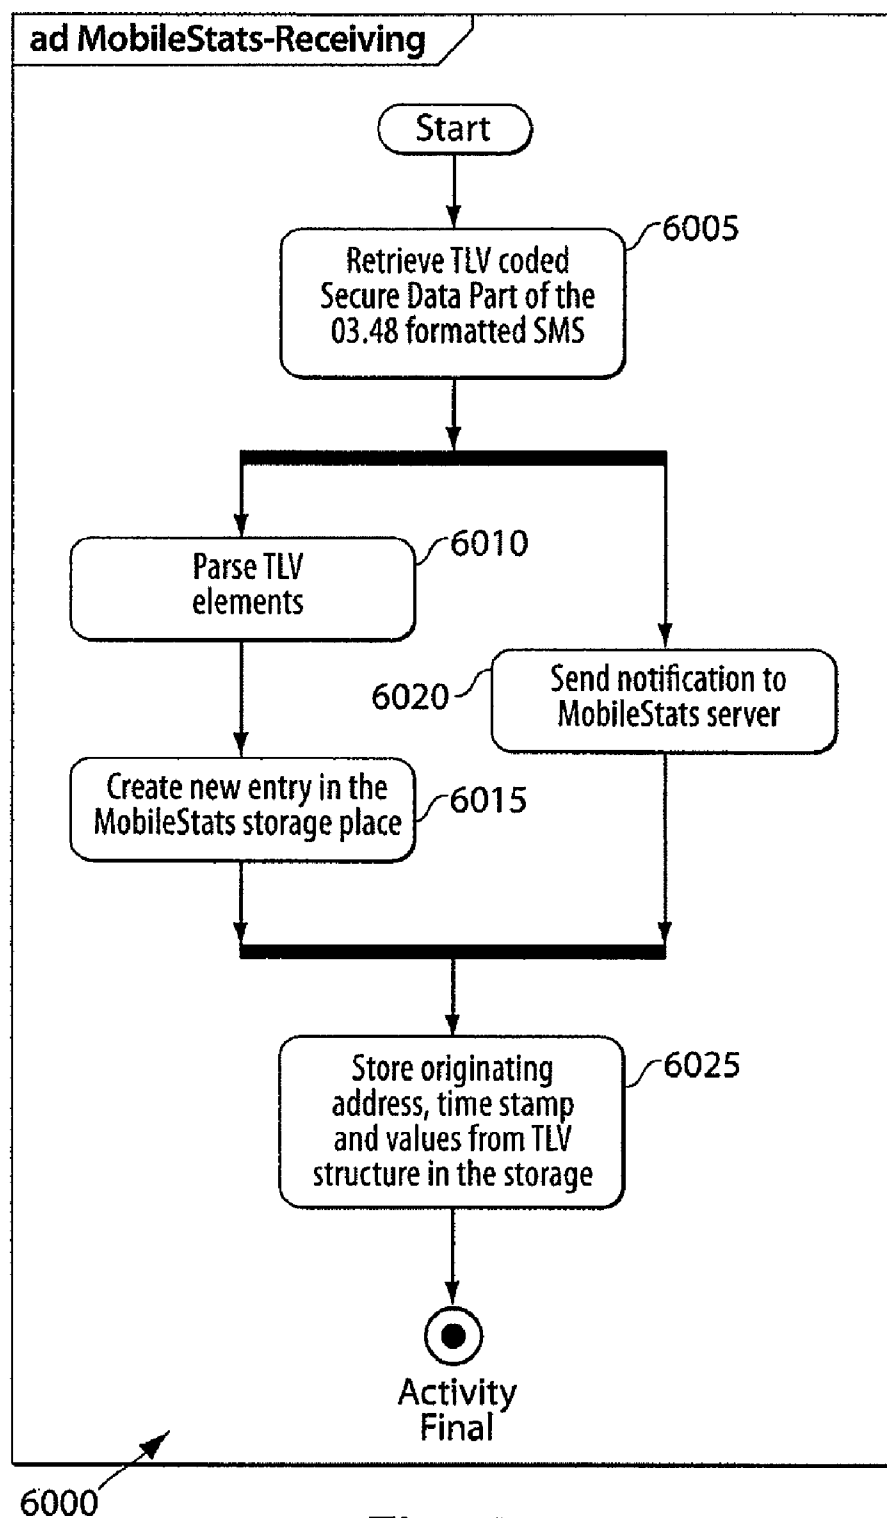 ad MobileStats-Receiving
Start
6005
Retrieve TLV coded
Secure Data Part of the
03.48 formatted SMS
6010
Parse TLV
elements
6020
Send notification to
MobileStats server
Create new entry in the
MobileStats storage place
6015
6025
Store originating
address, time stamp
and values from TLV
structure in the storage
Activity
Final
6000